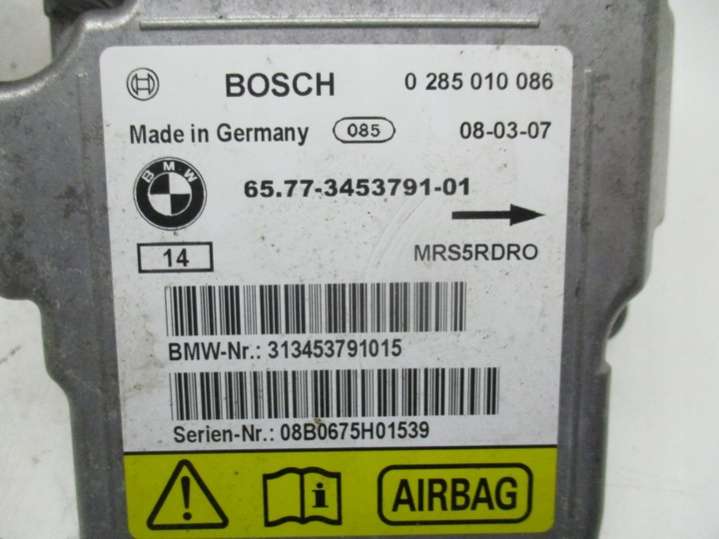 BOSCH 0 285 010 086
Made in Germany 085 08-03-07
BMW 65.77-3453791-01
14 MRS5RDRO
BMW-Nr.: 313453791015
Serien-Nr.: 08B0675H01539
! i AIRBAG